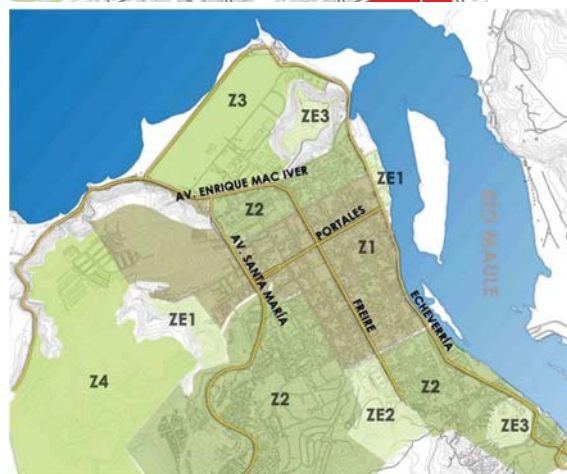 Z3
ZE3
AV. ENRIQUE MAC IVER
ZE1
Z2
PORTALES
RÍO MAULE
AV. SANTA MARÍA
Z1
FREIRE
ECHEVERRÍA
ZE1
Z4
Z2
Z2
ZE2
ZE3